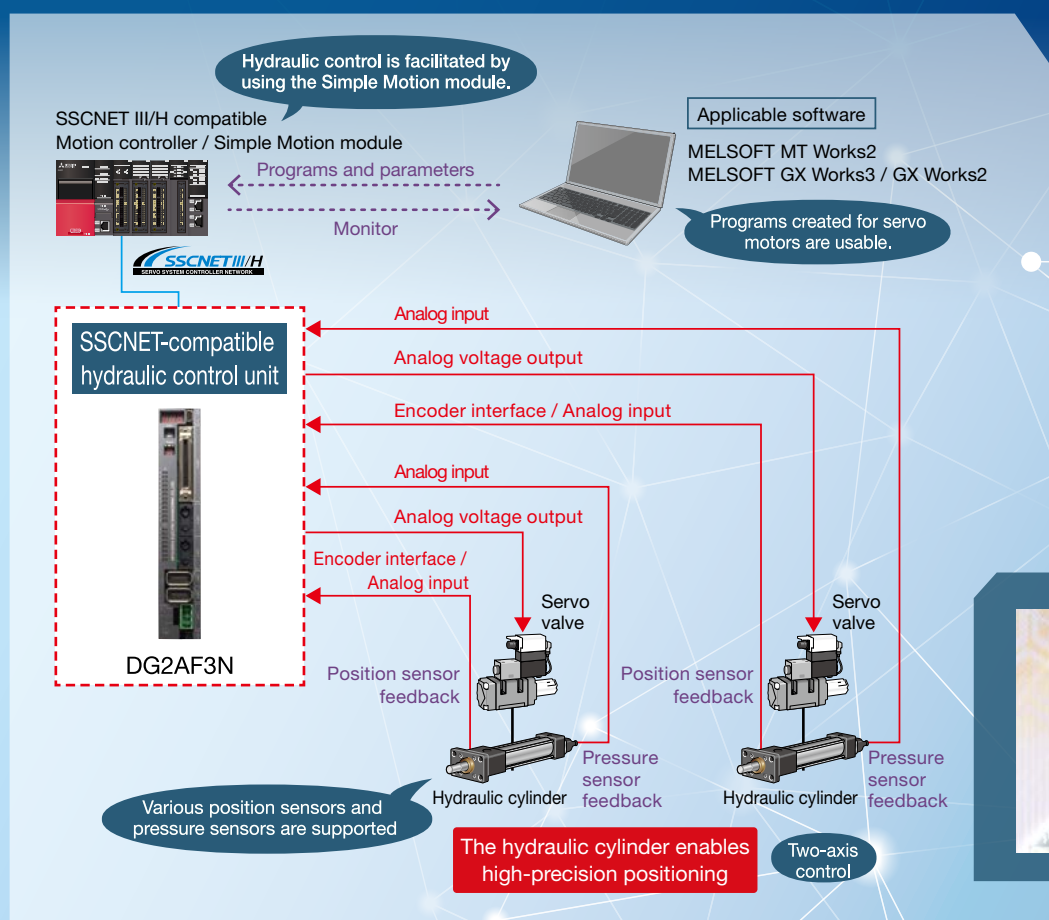 Hydraulic control is facilitated by
using the Simple Motion module.
SSCNET III/H compatible
Motion controller / Simple Motion module
Programs and parameters
Monitor
Applicable software
MELSOFT MT Works2
MELSOFT GX Works3 / GX Works2
Programs created for servo
motors are usable.
SSCNETIII/H
SERVO SYSTEM CONTROLLER NETWORK
SSCNET-compatible
hydraulic control unit
DG2AF3N
Analog input
Analog voltage output
Encoder interface / Analog input
Analog input
Analog voltage output
Encoder interface /
Analog input
Servo
valve
Position sensor
feedback
Pressure
sensor
feedback
Hydraulic cylinder
Servo
valve
Position sensor
feedback
Pressure
sensor
feedback
Hydraulic cylinder
Various position sensors and
pressure sensors are supported
The hydraulic cylinder enables
high-precision positioning
Two-axis
control